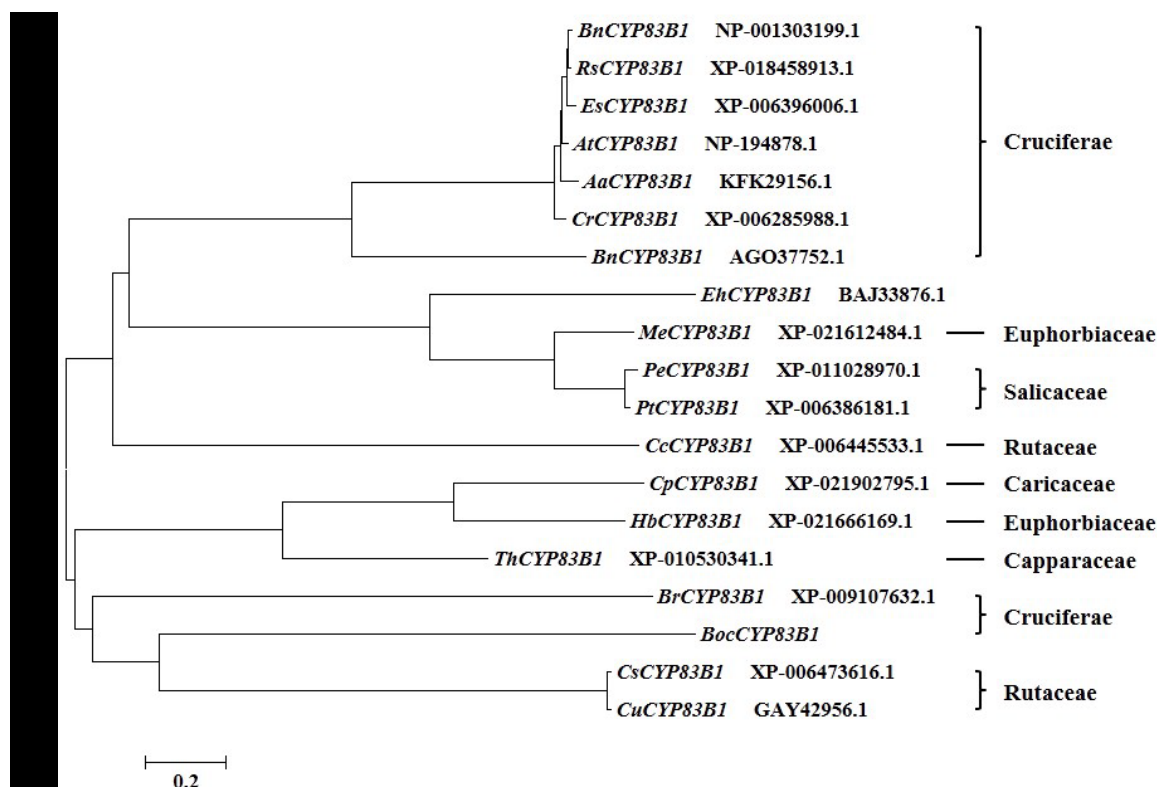 BnCYP83B1 NP-001303199.1
RsCYP83B1 XP-018458913.1
EsCYP83B1 XP-006396006.1
AtCYP83B1 NP-194878.1 Cruciferae
AaCYP83B1 KFK29156.1
CrCYP83B1 XP-006285988.1
BnCYP83B1 AGO37752.1
EhCYP83B1 BAJ33876.1
MeCYP83B1 XP-021612484.1 Euphorbiaceae
PeCYP83B1 XP-011028970.1
Salicaceae
PtCYP83B1 XP-006386181.1
CcCYP83B1 XP-006445533.1 Rutaceae
CpCYP83B1 XP-021902795.1 Caricaceae
HbCYP83B1 XP-021666169.1 Euphorbiaceae
ThCYP83B1 XP-010530341.1 Capparaceae
BrCYP83B1 XP-009107632.1
Cruciferae
BocCYP83B1
CsCYP83B1 XP-006473616.1
Rutaceae
CuCYP83B1 GAY42956.1
0.2